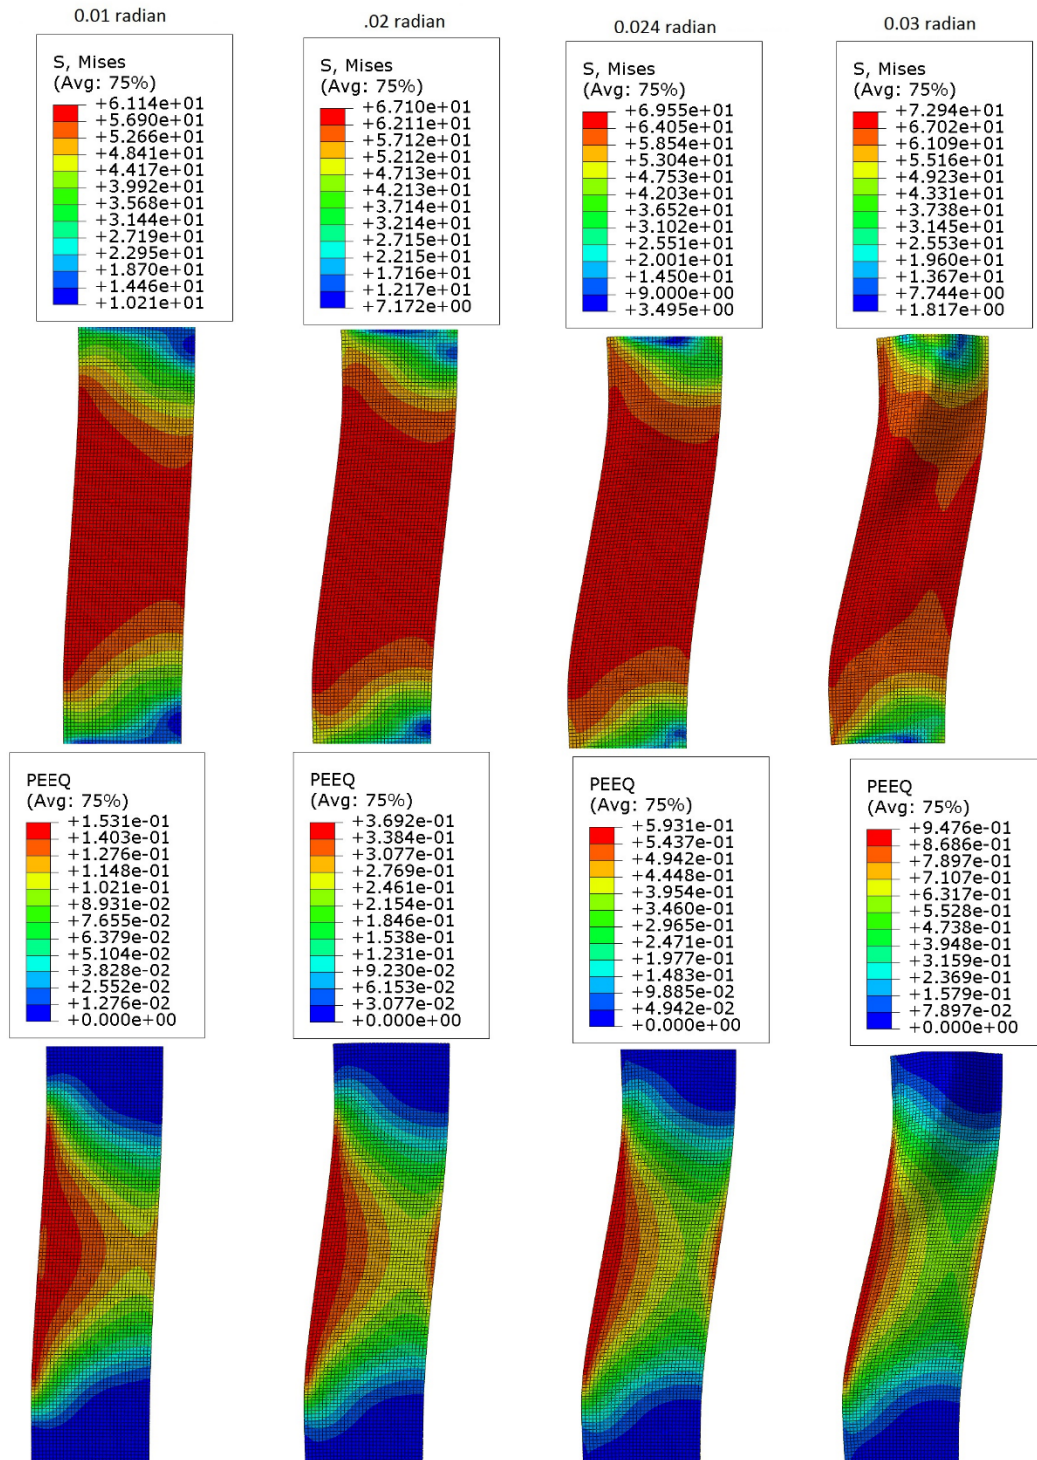 0.01 radian
.02 radian
0.024 radian
0.03 radian
S, Mises
(Avg: 75%)
+6.114e+01
+5.690e+01
+5.266e+01
+4.841e+01
+4.417e+01
+3.992e+01
+3.568e+01
+3.144e+01
+2.719e+01
+2.295e+01
+1.870e+01
+1.446e+01
+1.021e+01
S, Mises
(Avg: 75%)
+6.710e+01
+6.211e+01
+5.712e+01
+5.212e+01
+4.713e+01
+4.213e+01
+3.714e+01
+3.214e+01
+2.715e+01
+2.215e+01
+1.716e+01
+1.217e+01
+7.172e+00
S, Mises
(Avg: 75%)
+6.955e+01
+6.405e+01
+5.854e+01
+5.304e+01
+4.753e+01
+4.203e+01
+3.652e+01
+3.102e+01
+2.551e+01
+2.001e+01
+1.450e+01
+9.000e+00
+3.495e+00
S, Mises
(Avg: 75%)
+7.294e+01
+6.702e+01
+6.109e+01
+5.516e+01
+4.923e+01
+4.331e+01
+3.738e+01
+3.145e+01
+2.553e+01
+1.960e+01
+1.367e+01
+7.744e+00
+1.817e+00
PEEQ
(Avg: 75%)
+1.531e-01
+1.403e-01
+1.276e-01
+1.148e-01
+1.021e-01
+8.931e-02
+7.655e-02
+6.379e-02
+5.104e-02
+3.828e-02
+2.552e-02
+1.276e-02
+0.000e+00
PEEQ
(Avg: 75%)
+3.692e-01
+3.384e-01
+3.077e-01
+2.769e-01
+2.461e-01
+2.154e-01
+1.846e-01
+1.538e-01
+1.231e-01
+9.230e-02
+6.153e-02
+3.077e-02
+0.000e+00
PEEQ
(Avg: 75%)
+5.931e-01
+5.437e-01
+4.942e-01
+4.448e-01
+3.954e-01
+3.460e-01
+2.965e-01
+2.471e-01
+1.977e-01
+1.483e-01
+9.885e-02
+4.942e-02
+0.000e+00
PEEQ
(Avg: 75%)
+9.476e-01
+8.686e-01
+7.897e-01
+7.107e-01
+6.317e-01
+5.528e-01
+4.738e-01
+3.948e-01
+3.159e-01
+2.369e-01
+1.579e-01
+7.897e-02
+0.000e+00